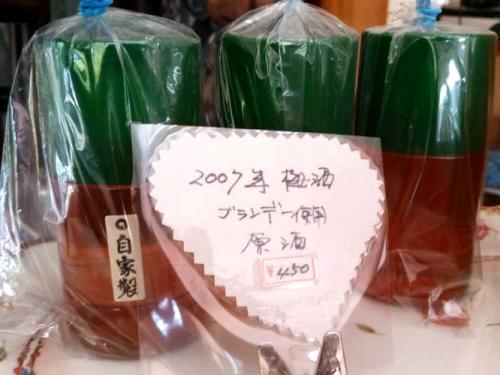 2007年 梅酒
ブランデー使用
原酒
¥450
自家製